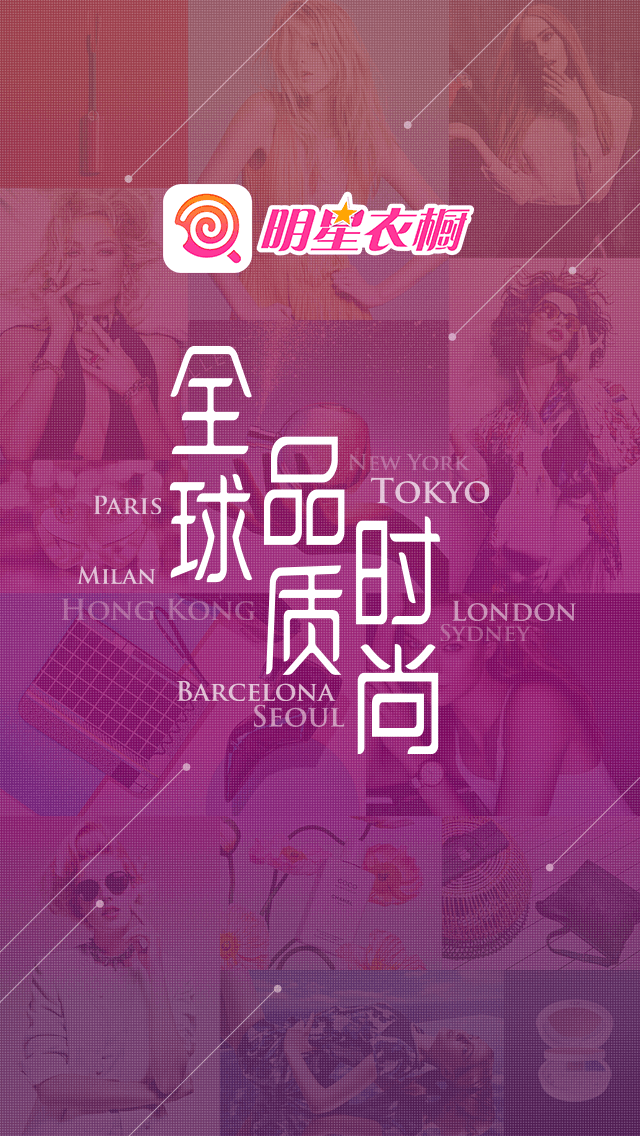 明星衣橱
全球
品质
时尚
NEW YORK
TOKYO
PARIS
MILAN
HONG KONG
LONDON
SYDNEY
BARCELONA
SEOUL